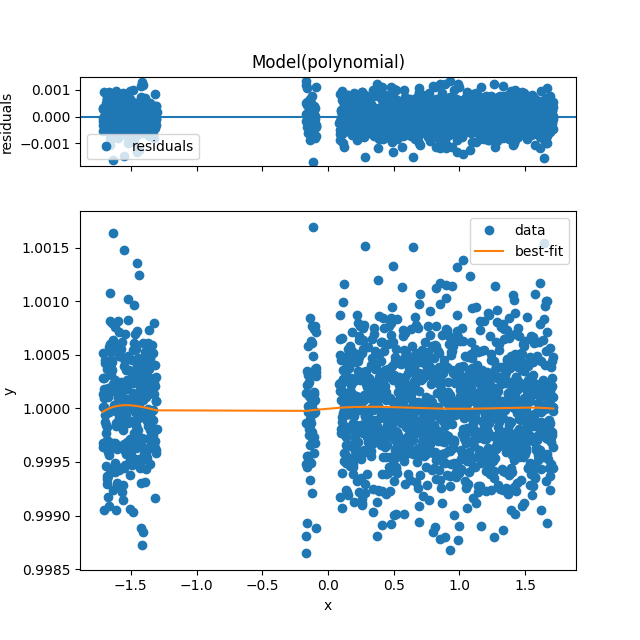 Model(polynomial)
0.001
0.000
−0.001
residuals
residuals
1.0015
1.0010
1.0005
1.0000
0.9995
0.9990
0.9985
y
data
best-fit
−1.5 −1.0 −0.5 0.0 0.5 1.0 1.5
x